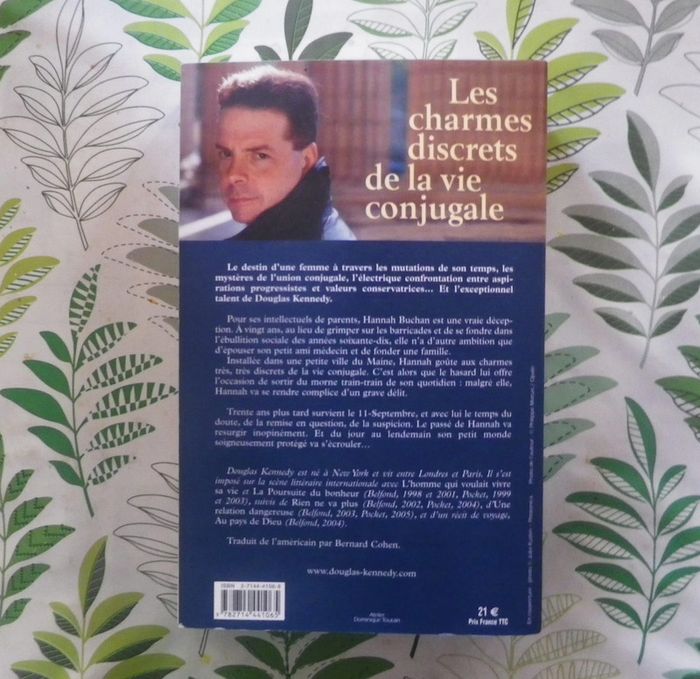 Les
charmes
discrets
de la vie
conjugale
Le destin d'une femme à travers les mutations de son temps, les
mystères de l'union conjugale, l'électrique confrontation entre aspi-
rations progressistes et valeurs conservatrices... Et l'exceptionnel
talent de Douglas Kennedy.
Pour ses intellectuels de parents, Hannah Buchan est une vraie décep-
tion. À vingt ans, au lieu de grimper sur les barricades et de se fondre dans
l'ébullition sociale des années soixante-dix, elle n'a d'autre ambition que
d'épouser son petit ami médecin et de fonder une famille.
Installée dans une petite ville du Maine, Hannah goûte aux charmes
très, très discrets de la vie conjugale. C'est alors que le hasard lui offre
l'occasion de sortir du morne train-train de son quotidien : malgré elle,
Hannah va se rendre complice d'un grave délit.
Trente ans plus tard survient le 11-Septembre, et avec lui le temps du
doute, de la remise en question, de la suspicion. Le passé de Hannah va
resurgir inopinément. Et du jour au lendemain son petit monde
soigneusement protégé va s'écrouler...
Douglas Kennedy est né à New York et vit entre Londres et Paris. Il s'est
imposé sur la scène littéraire internationale avec L'homme qui voulait vivre
sa vie et La Poursuite du bonheur (Belfond, 1998 et 2001, Pocket, 1999
et 2003), suivis de Rien ne va plus (Belfond, 2002, Pocket, 2004), d'Une
relation dangereuse (Belfond, 2003, Pocket, 2005), et d'un récit de voyage,
Au pays de Dieu (Belfond, 2004).
Traduit de l'américain par Bernard Cohen.
www.douglas-kennedy.com
ISBN 2-7144-4106-8
9 782714 441065
Atelier
Dominique Toutain
21 €
Prix France TTC